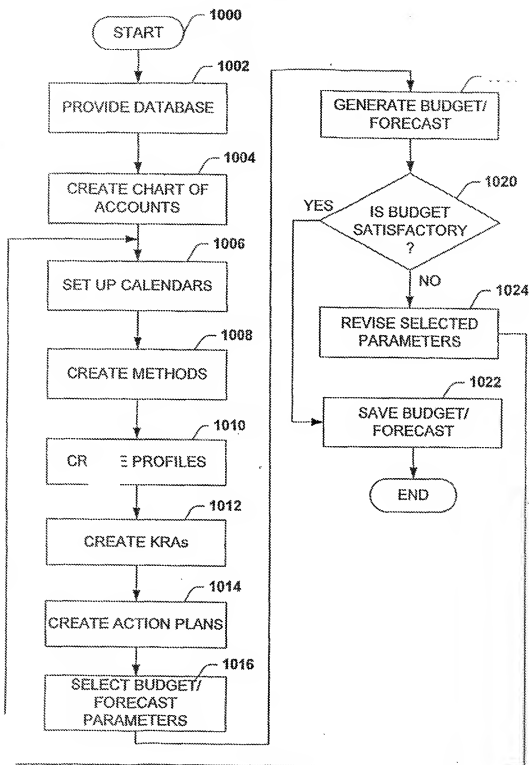 1000
START
1002
PROVIDE DATABASE
1004
CREATE CHART OF
ACCOUNTS
1006
SET UP CALENDARS
1008
CREATE METHODS
1010
PROFILES
1012
CREATE KRAs
1014
CREATE ACTION PLANS
1016
SELECT BUDGET/
FORECAST
PARAMETERS
GENERATE BUDGET/
FORECAST
1020
YES
IS BUDGET
SATISFACTORY
?
NO
1024
REVISE SELECTED
PARAMETERS
1022
SAVE BUDGET/
FORECAST
END